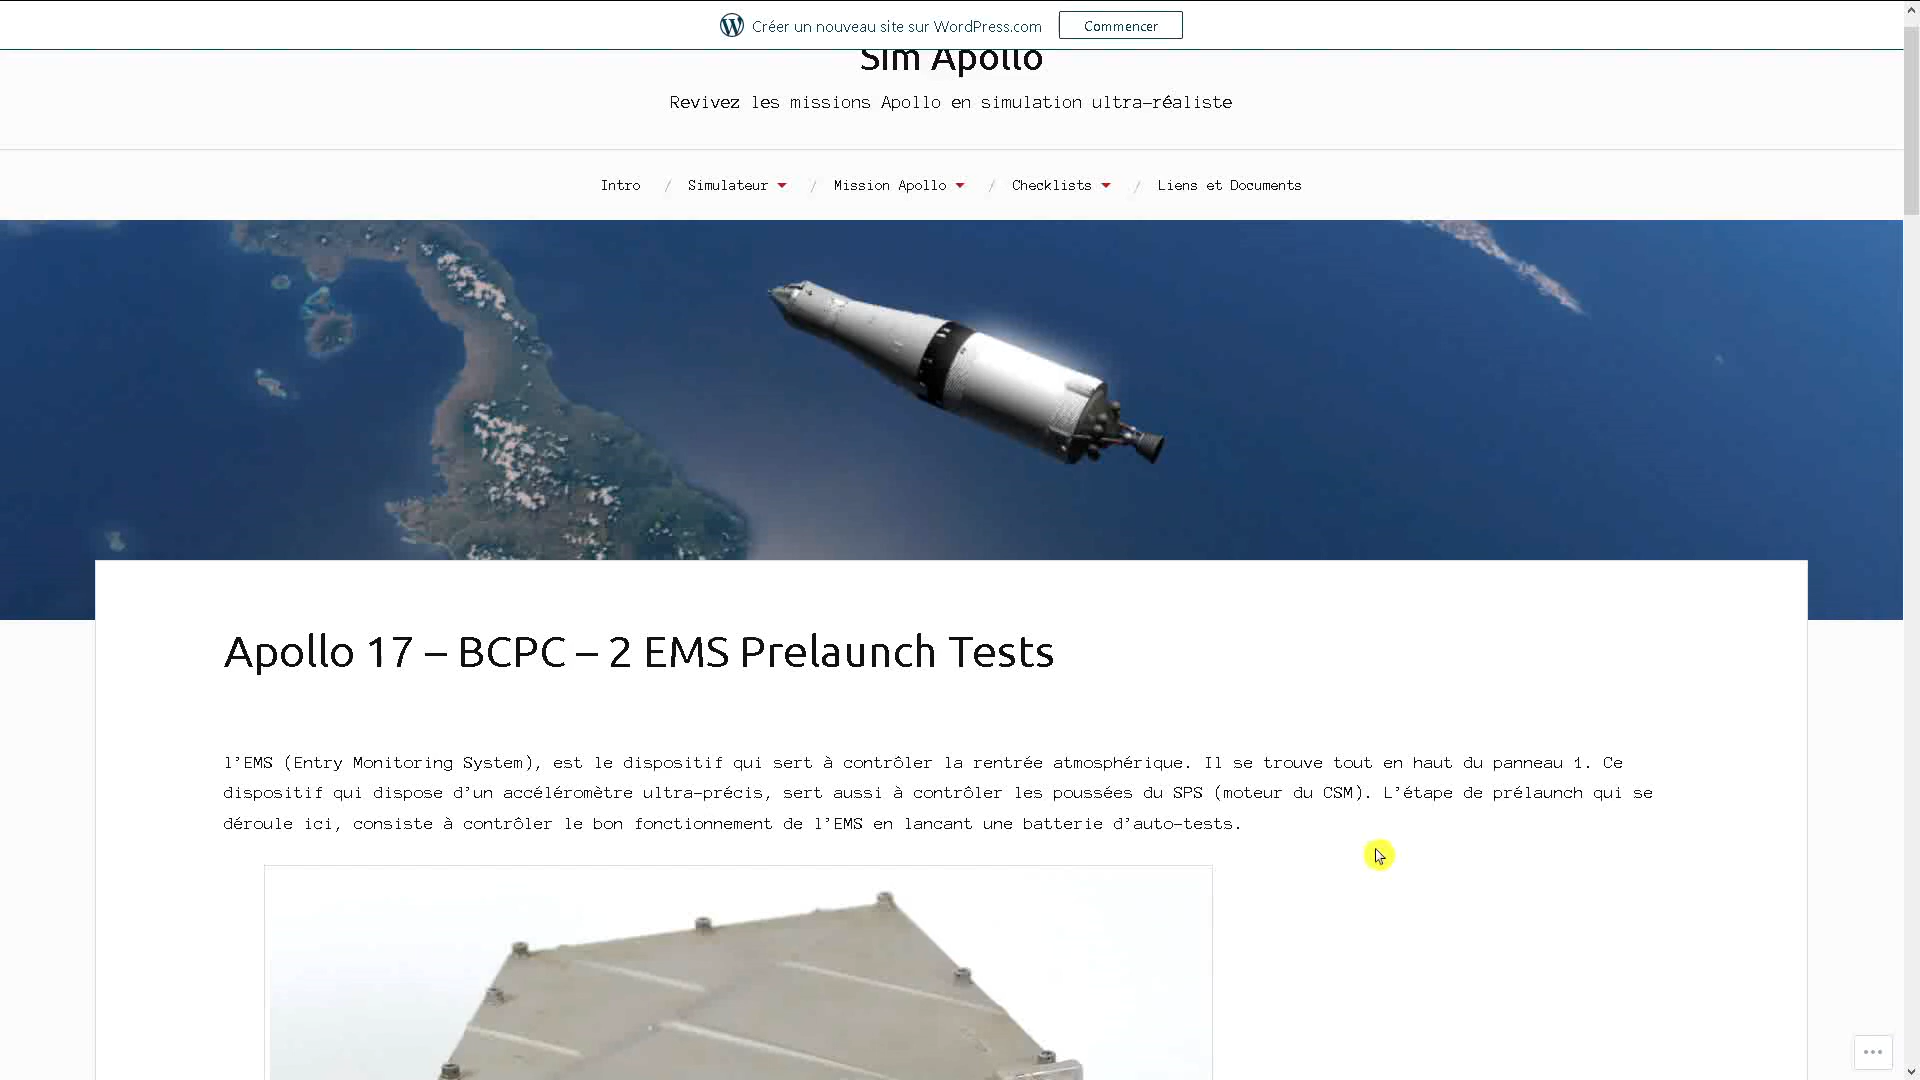 Créer un nouveau site sur WordPress.com
Commencer
Sim Apollo
Revivez les missions Apollo en simulation ultra-réaliste
Intro / Simulateur / Mission Apollo / Checklists / Liens et Documents
Apollo 17 – BCPC – 2 EMS Prelaunch Tests
l’EMS (Entry Monitoring System), est le dispositif qui sert à contrôler la rentrée atmosphérique. Il se trouve tout en haut du panneau 1. Ce
dispositif qui dispose d’un accéléromètre ultra-précis, sert aussi à contrôler les poussées du SPS (moteur du CSM). L’étape de prélaunch qui se
déroule ici, consiste à contrôler le bon fonctionnement de l’EMS en lancant une batterie d’auto-tests.